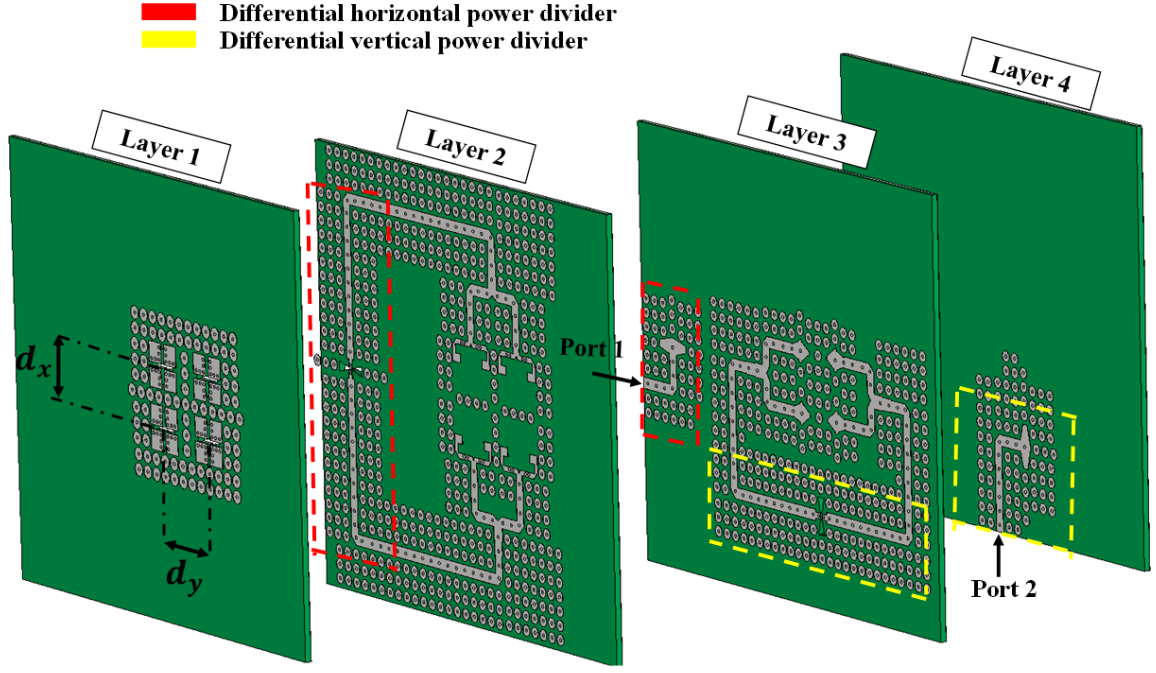 Differential horizontal power divider
Differential vertical power divider
Layer 1
Layer 2
Layer 3
Layer 4
dx
dy
Port 1
Port 2